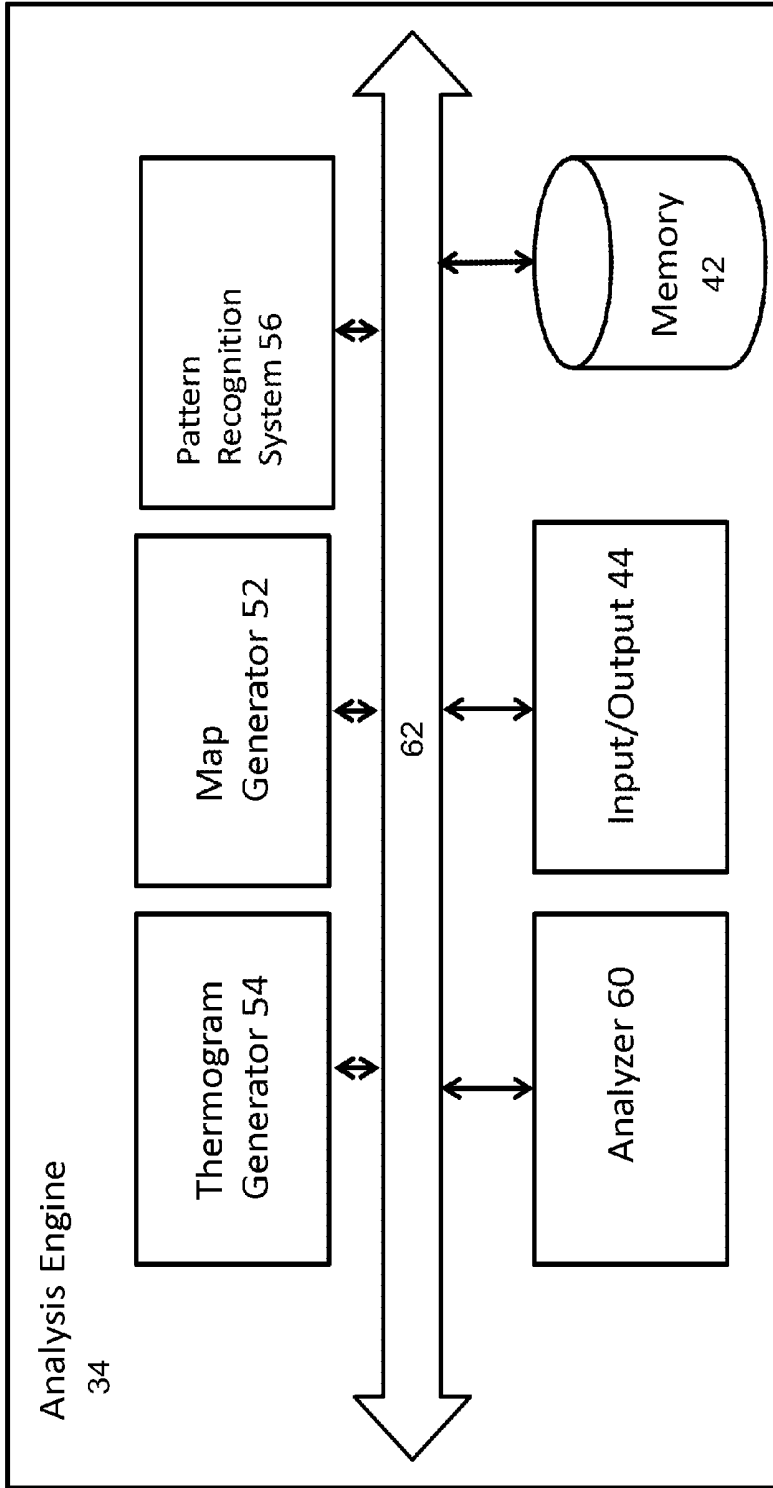 Analysis Engine
34
Thermogram
Generator 54
Map
Generator 52
Pattern
Recognition
System 56
62
Analyzer 60
Input/Output 44
Memory
42